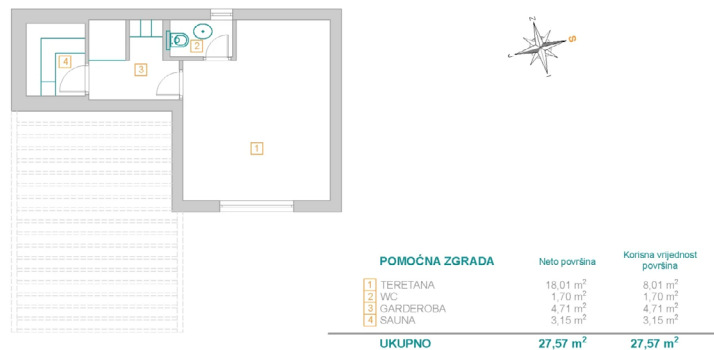 4
3
2
1
Z
S
J
I
POMOĆNA ZGRADA Neto površina Korisna vrijednost površina
1 TERETANA 18,01 m² 8,01 m²
2 WC 1,70 m² 1,70 m²
3 GARDEROBA 4,71 m² 4,71 m²
4 SAUNA 3,15 m² 3,15 m²
UKUPNO 27,57 m² 27,57 m²